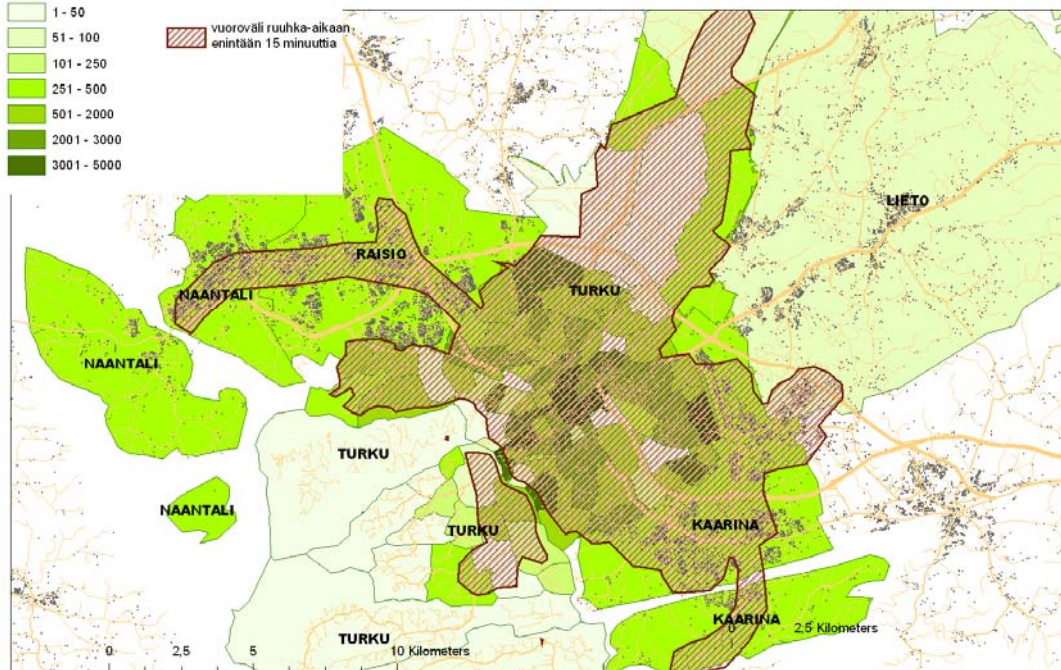 1 - 50
51 - 100
101 - 250
251 - 500
501 - 2000
2001 - 3000
3001 - 5000
vuoroväli ruuhka-aikaan
enintään 15 minuuttia
LIETO
RAISIO
NAANTALI
TURKU
NAANTALI
TURKU
NAANTALI
TURKU
KAARINA
KAARINA
0 2.5 Kilometers
TURKU
0 2,5 5 10 Kilometers